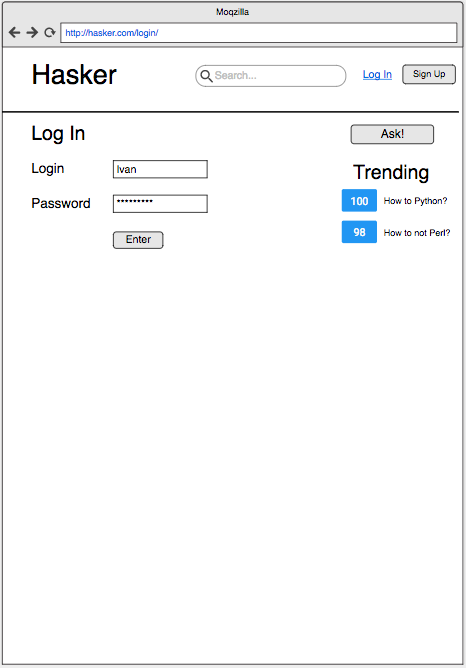 Moqzilla
http://hasker.com/login/
Hasker
Search...
Log In
Sign Up
Log In
Ask!
Login
Ivan
Trending
Password
*********
100 How to Python?
98 How to not Perl?
Enter